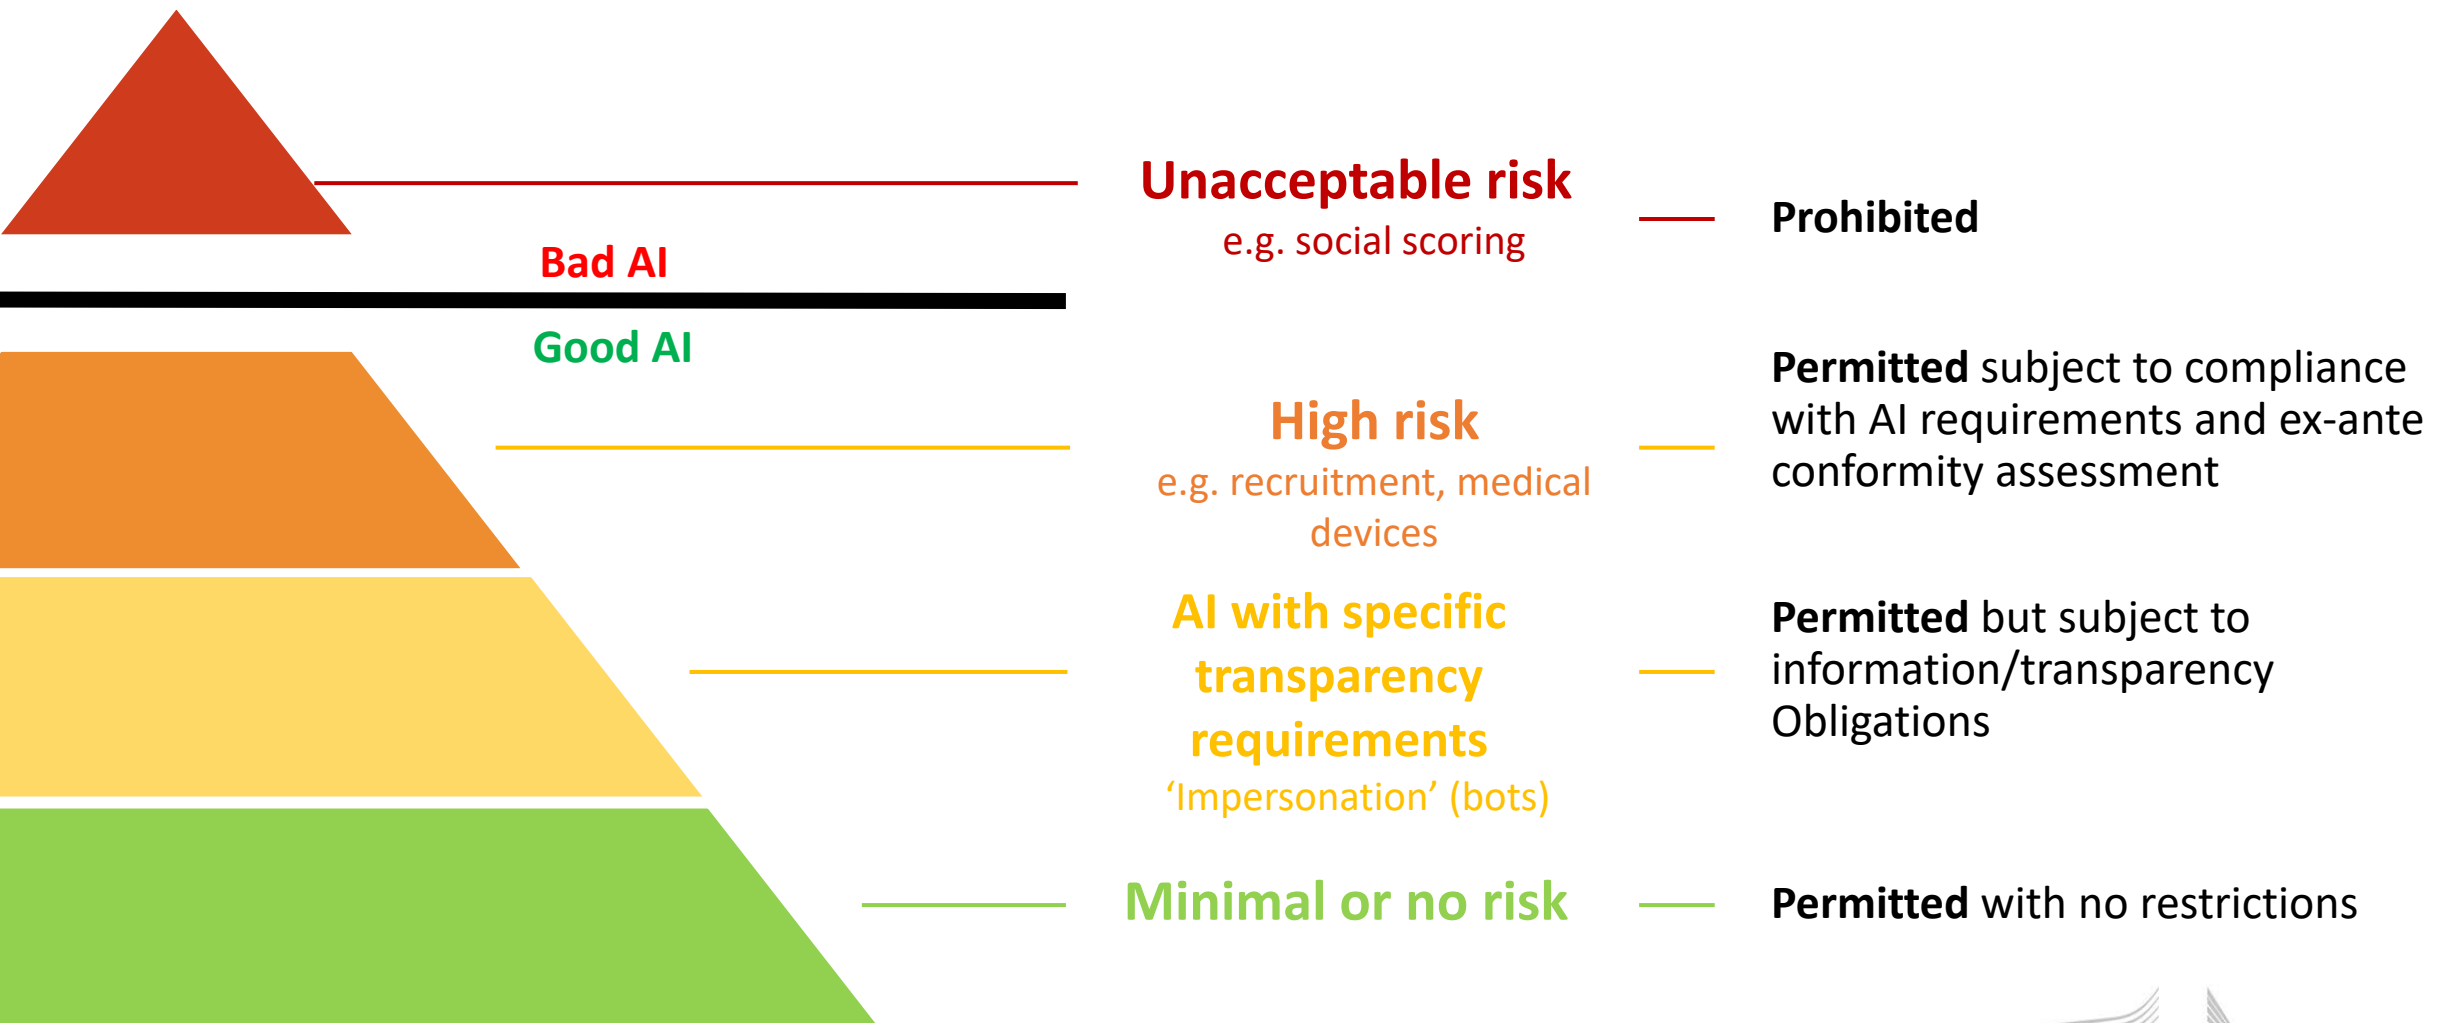 Unacceptable risk
e.g. social scoring
Prohibited
Bad AI
Good AI
High risk
e.g. recruitment, medical
devices
Permitted subject to compliance
with AI requirements and ex-ante
conformity assessment
AI with specific
transparency
requirements
‘Impersonation’ (bots)
Permitted but subject to
information/transparency
Obligations
Minimal or no risk
Permitted with no restrictions